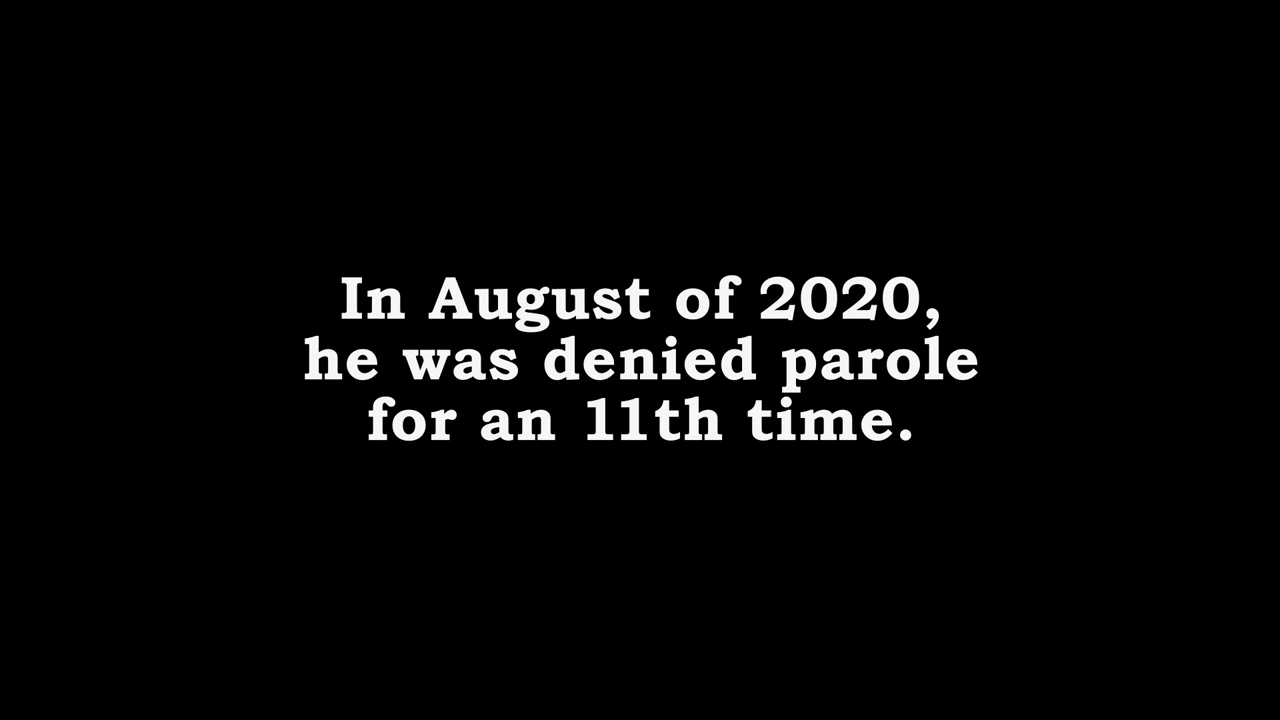 In August of 2020,
he was denied parole
for an 11th time.